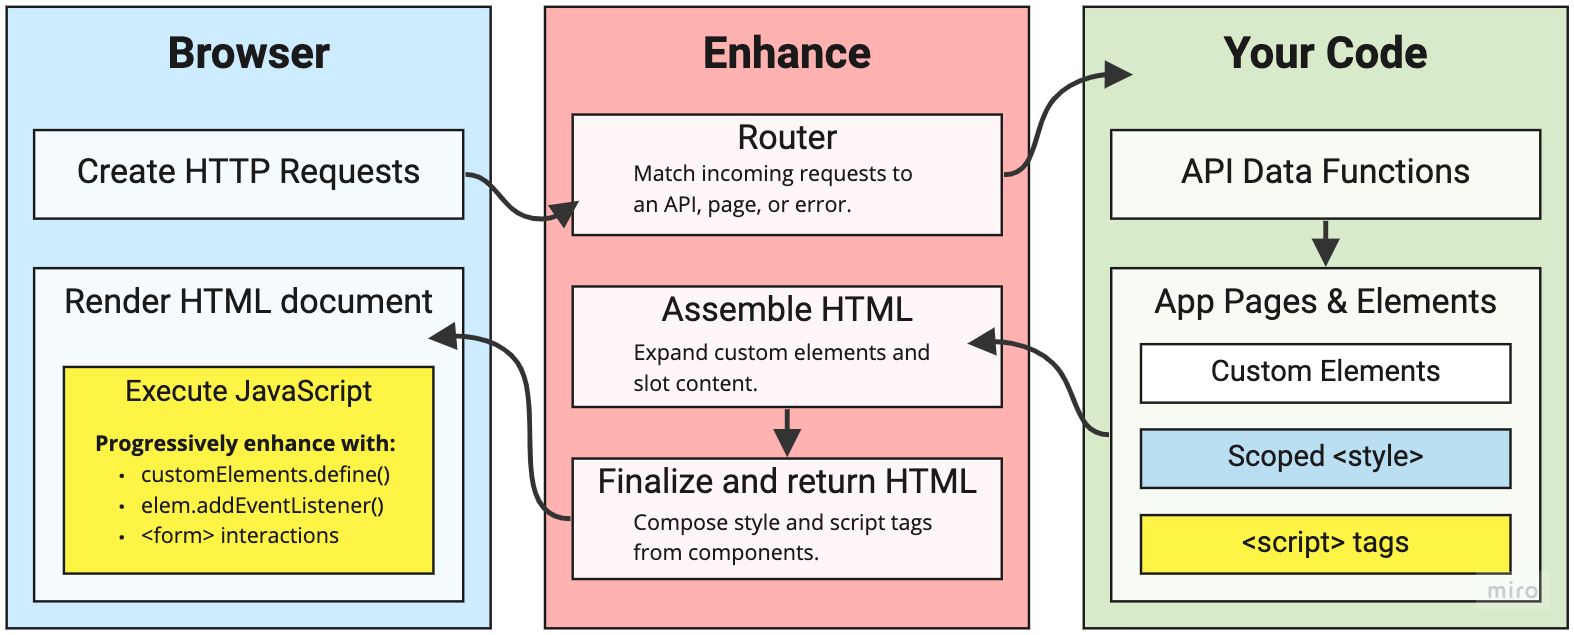 Browser
Create HTTP Requests
Render HTML document
Execute JavaScript
Progressively enhance with:
• customElements.define()
• elem.addEventListener()
• <form> interactions
Enhance
Router
Match incoming requests to
an API, page, or error.
Assemble HTML
Expand custom elements and
slot content.
Finalize and return HTML
Compose style and script tags
from components.
Your Code
API Data Functions
App Pages & Elements
Custom Elements
Scoped <style>
<script> tags
miro